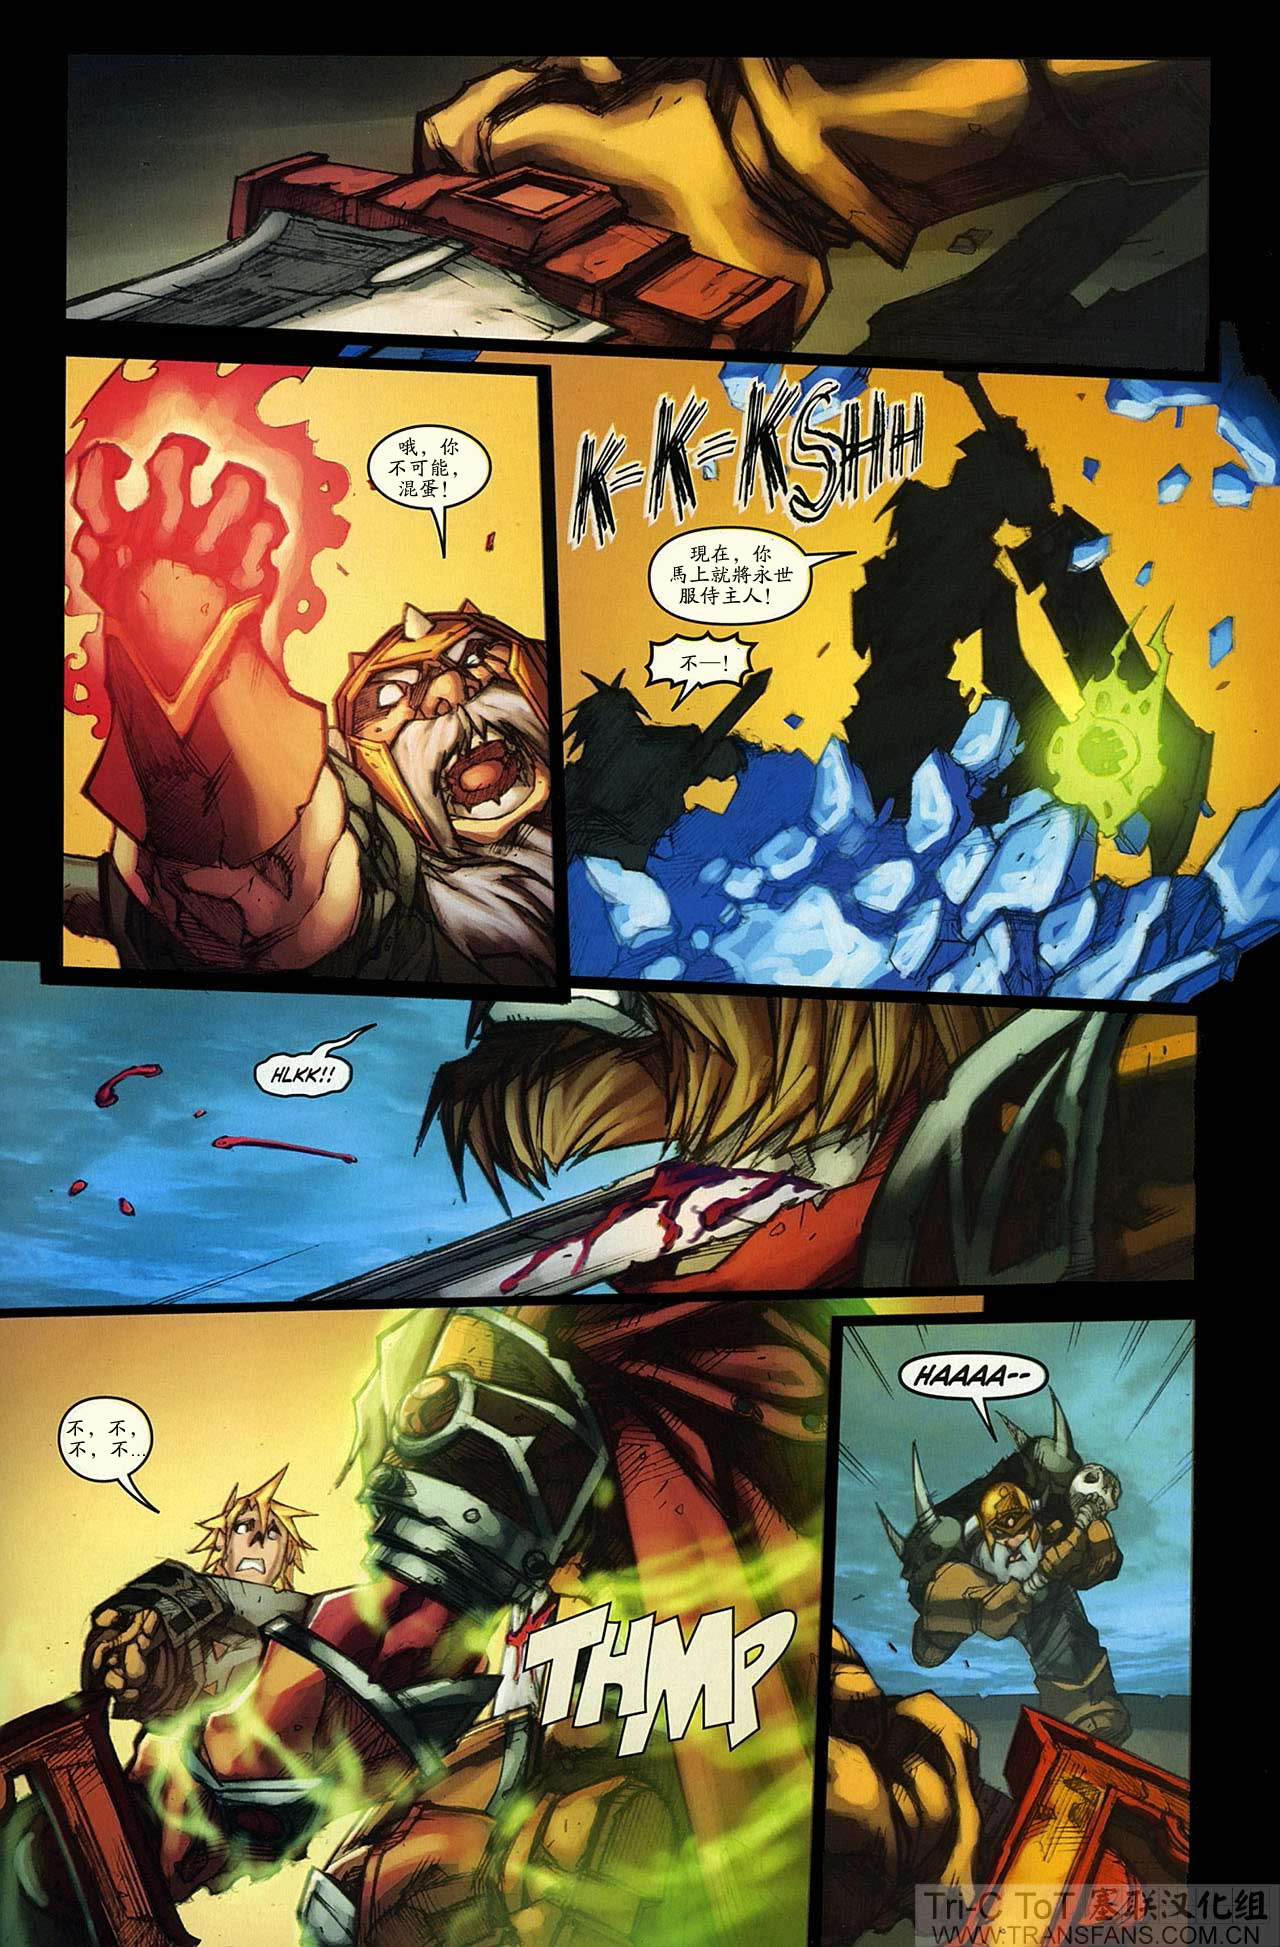 哦，你
不可能，
混蛋！
K=K=KSHHH
現在，你
馬上就將永世
服侍主人！
不—！
HLKK!!
不，不，
不，不…
THMP
HAAAA--
Tri-C ToT 塞联汉化组
WWW.TRANSFANS.COM.CN